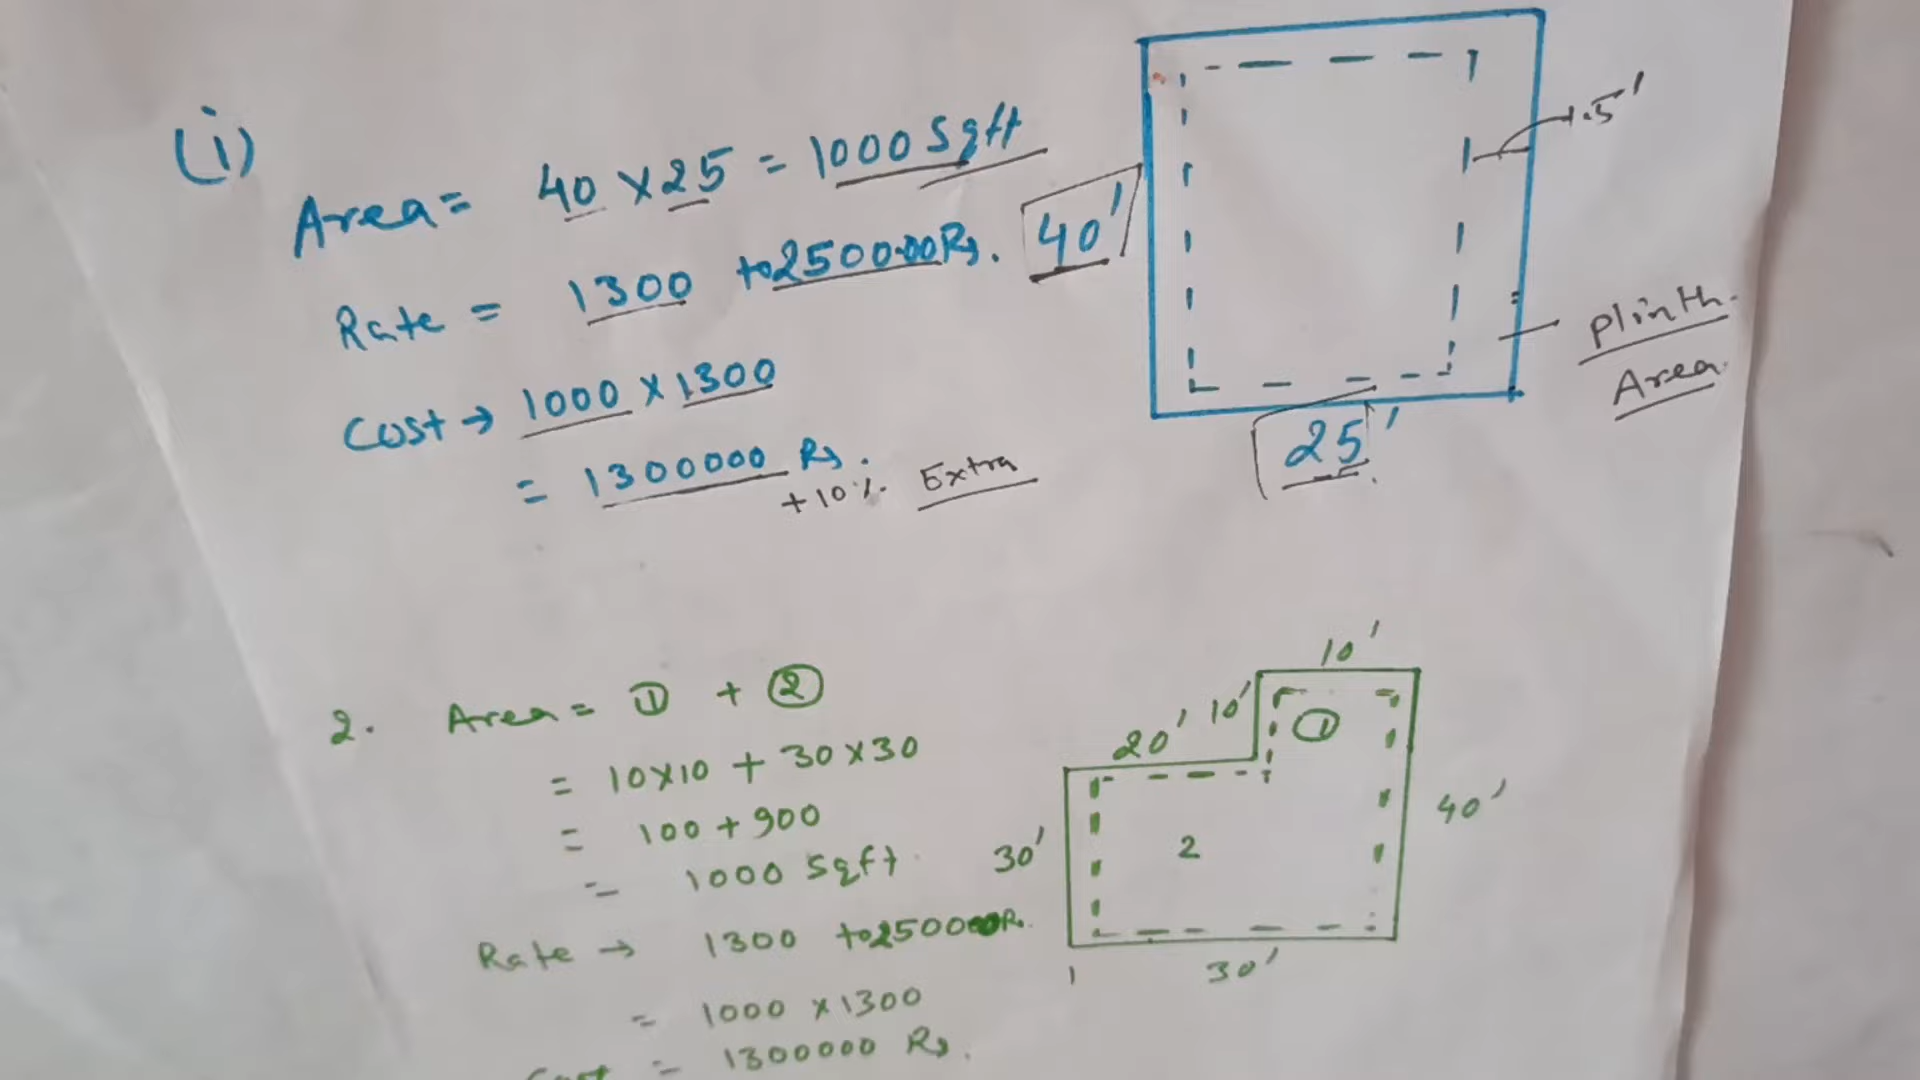 (i)
Area = 40 x 25 = 1000 Sqft
Rate = 1300 to 2500.00 Rs.
Cost → 1000 x 1300
= 1300000 Rs.
+10% Extra
40'
25'
1.5'
Plinth
Area
2. Area = ① + ②
= 10x10 + 30x30
= 100 + 900
= 1000 Sqft.
Rate → 1300 to 2500 R.
= 1000 x 1300
Cost = 1300000 Rs.
10'
20' 10' ①
30' 2 40'
30'